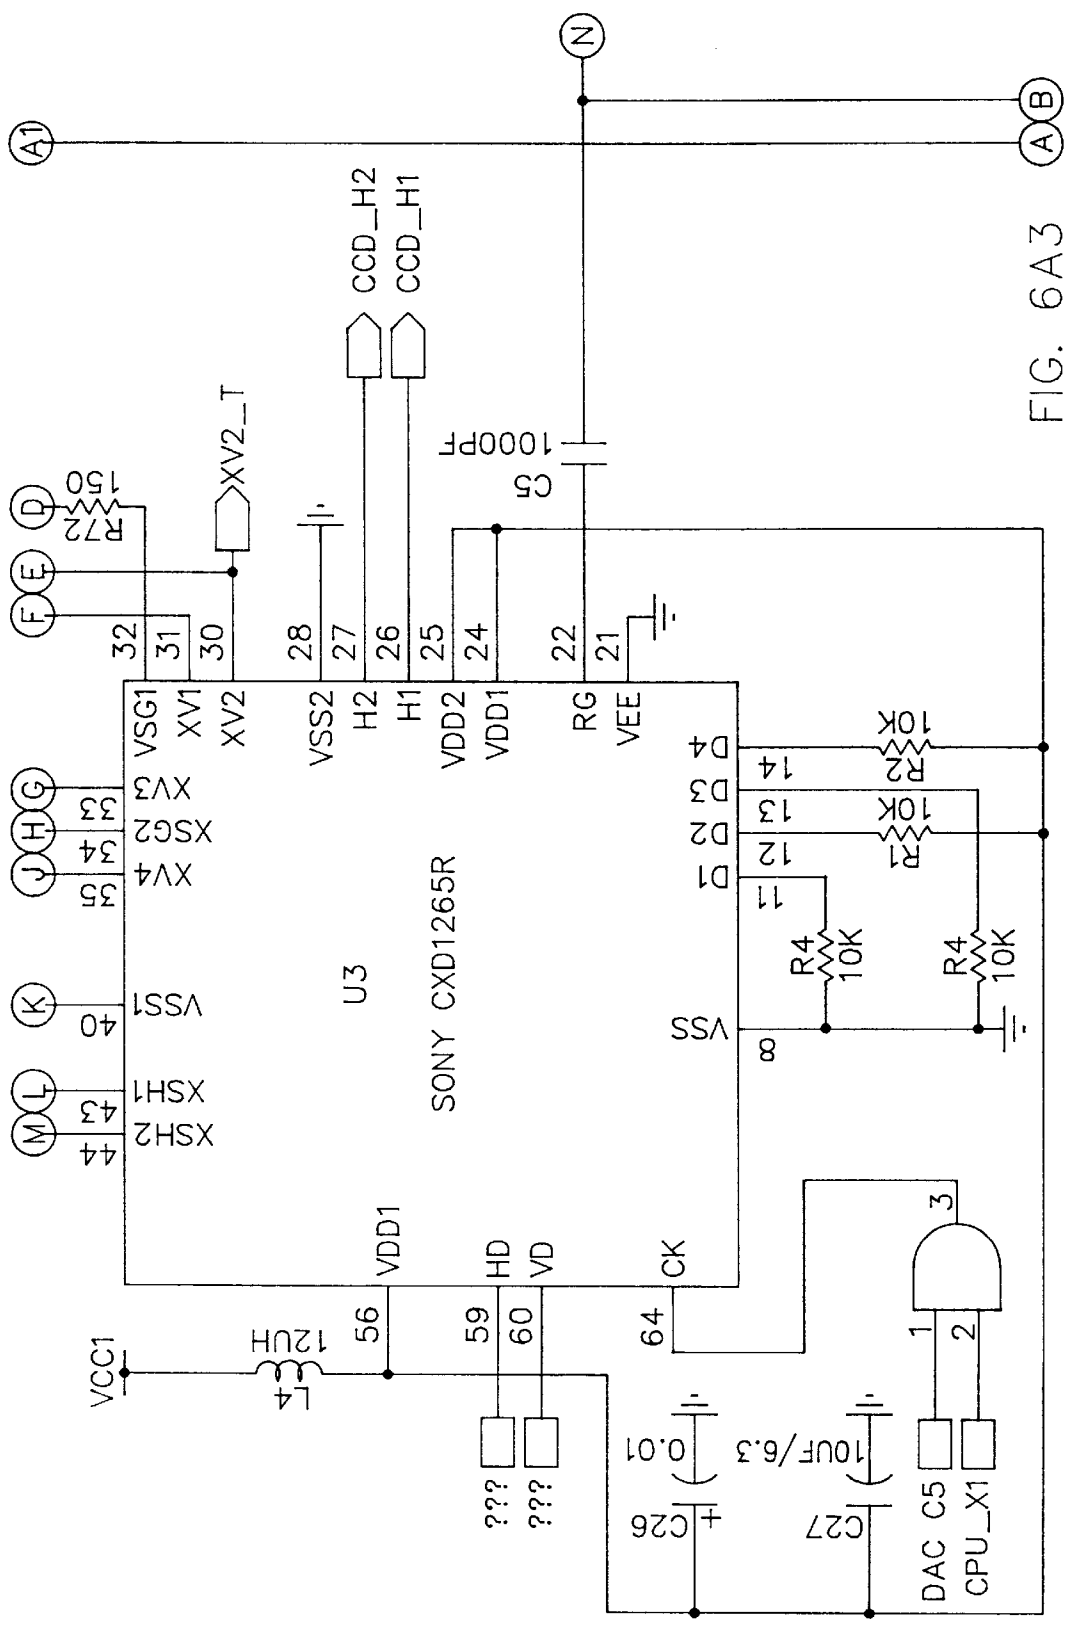 A1
N
B
A
FIG. 6A3
CCD_H2
CCD_H1
XV2_T
D
E
F
R72
150
C5
1000PF
32
31
30
28
27
26
25
24
22
21
VSG1
XV1
XV2
VSS2
H2
H1
VDD2
VDD1
RG
VEE
G
H
J
K
L
M
33
34
35
40
43
44
XV3
XSG2
XV4
VSS1
XSH1
XSH2
U3
SONY CXD1265R
D4
D3
D2
D1
VSS
14
13
12
11
8
R2
10K
R1
10K
R4
10K
R4
10K
VDD1
HD
VD
CK
56
59
60
64
VCC1
L4
12UH
???
???
C26
0.01
+
C27
10UF/6.3
DAC C5
CPU_X1
1
2
3